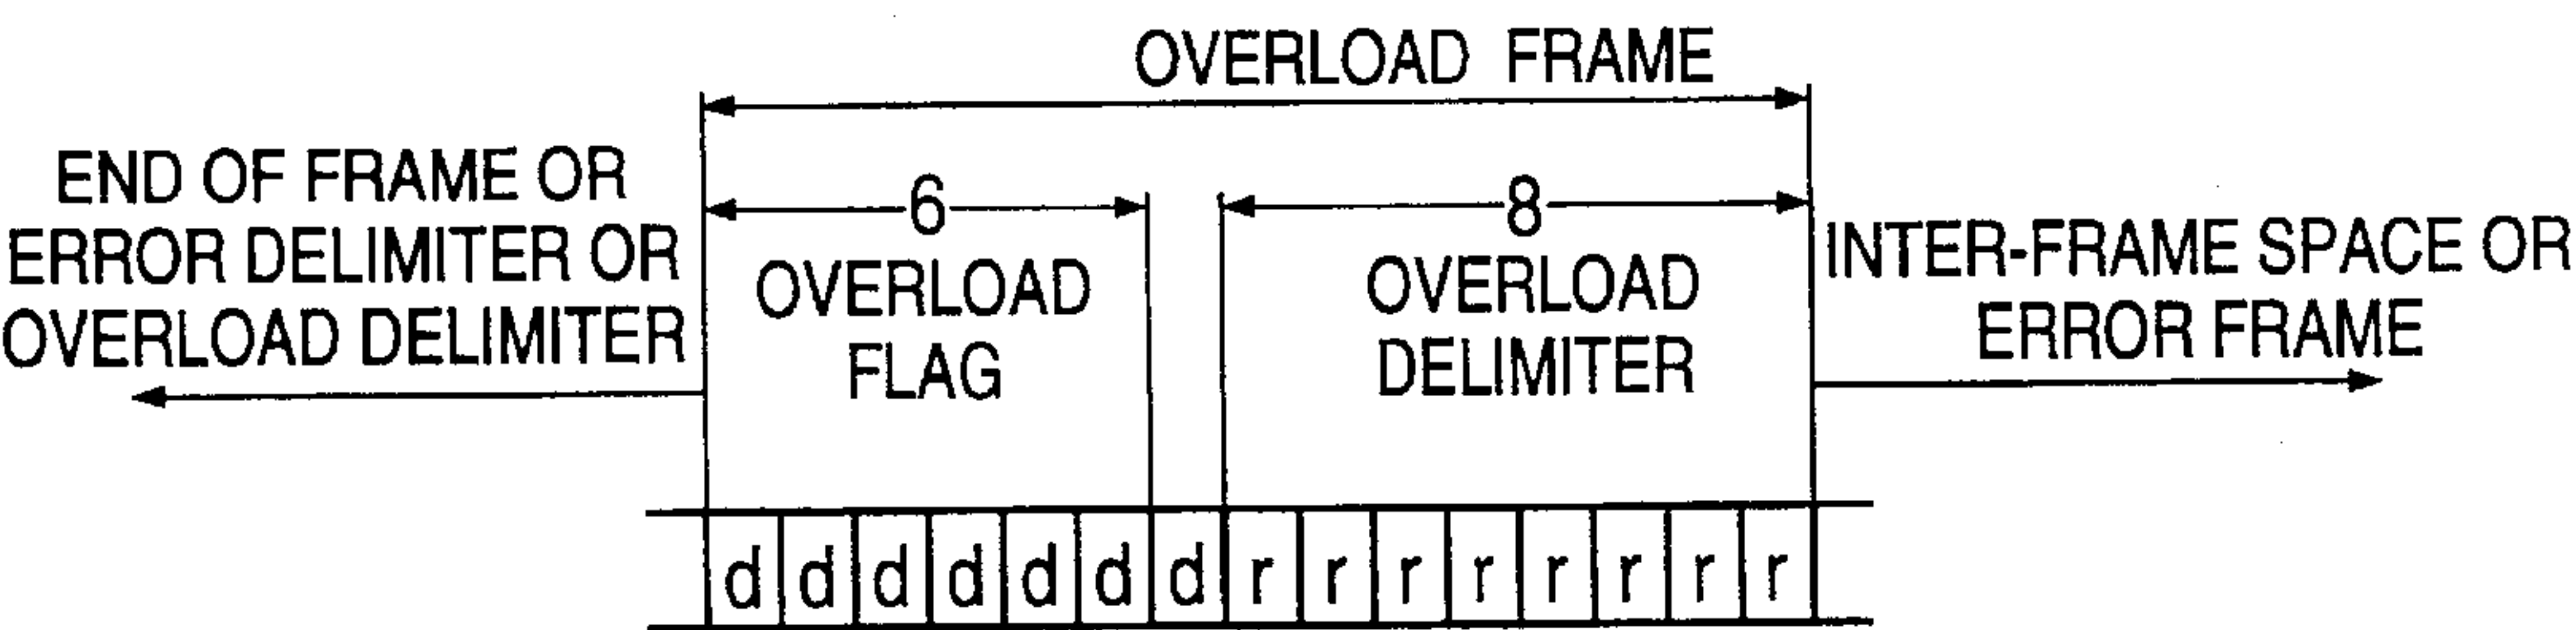 OVERLOAD FRAME
END OF FRAME OR
ERROR DELIMITER OR
OVERLOAD DELIMITER
6
OVERLOAD
FLAG
8
OVERLOAD
DELIMITER
INTER-FRAME SPACE OR
ERROR FRAME
d d d d d d d r r r r r r r r